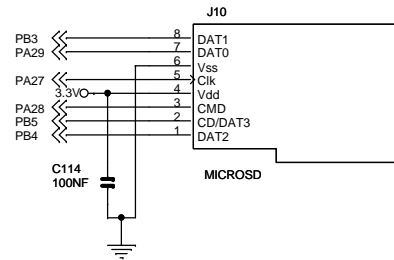 J10
PB3 8 DAT1
PA29 7 DAT0
6 Vss
PA27 5 Clk
3.3V 4 Vdd
PA28 3 CMD
PB5 2 CD/DAT3
PB4 1 DAT2
C114
100NF
MICROSD